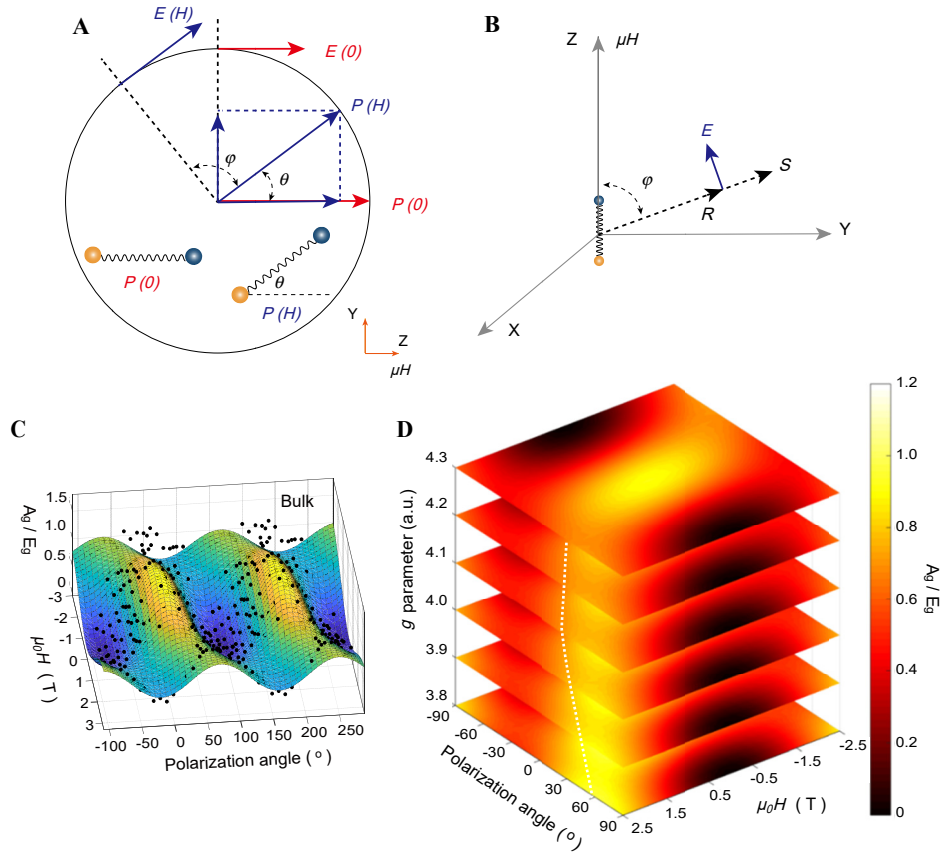 A
E (H)
E (0)
P (H)
φ
θ
P (0)
P (0)
θ
P (H)
Y
Z
μH
B
Z
μH
E
S
φ
R
Y
X
C
Bulk
A_g / E_g
1.5
1.0
0.5
0
-3
-2
-1
0
1
2
3
μ₀H ( T )
-100 -50 0 50 100 150 200 250
Polarization angle ( ° )
D
g parameter (a.u.)
4.3
4.2
4.1
4.0
3.9
3.8
-90
-60
-30
0
30
60
90
Polarization angle (°)
2.5
1.5
0.5
-0.5
-1.5
-2.5
μ₀H ( T )
1.2
1.0
0.8
0.6
0.4
0.2
0
A_g / E_g